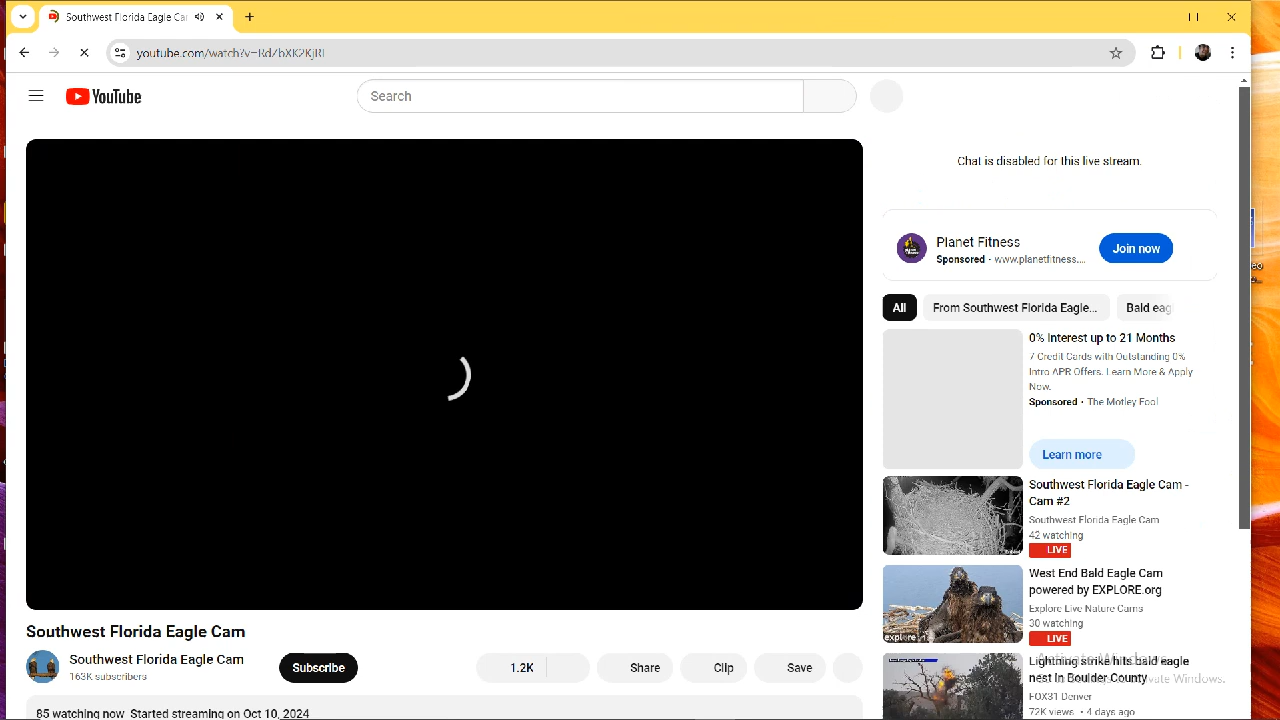 Southwest Florida Eagle Ca
youtube.com/watch?v=RdZbXK2KjRI
YouTube
Search
Chat is disabled for this live stream.
Planet Fitness
Sponsored · www.planetfitness....
Join now
All
From Southwest Florida Eagle...
Bald eag
0% Interest up to 21 Months
7 Credit Cards with Outstanding 0%
Intro APR Offers. Learn More & Apply
Now.
Sponsored · The Motley Fool
Learn more
Southwest Florida Eagle Cam -
Cam #2
Southwest Florida Eagle Cam
42 watching
LIVE
West End Bald Eagle Cam
powered by EXPLORE.org
Explore Live Nature Cams
30 watching
LIVE
explore
Lightning strike hits bald eagle
nest in Boulder County
FOX31 Denver
72K views · 4 days ago
Activate Windows
Southwest Florida Eagle Cam
Southwest Florida Eagle Cam
163K subscribers
Subscribe
1.2K
Share
Clip
Save
85 watching now Started streaming on Oct 10, 2024